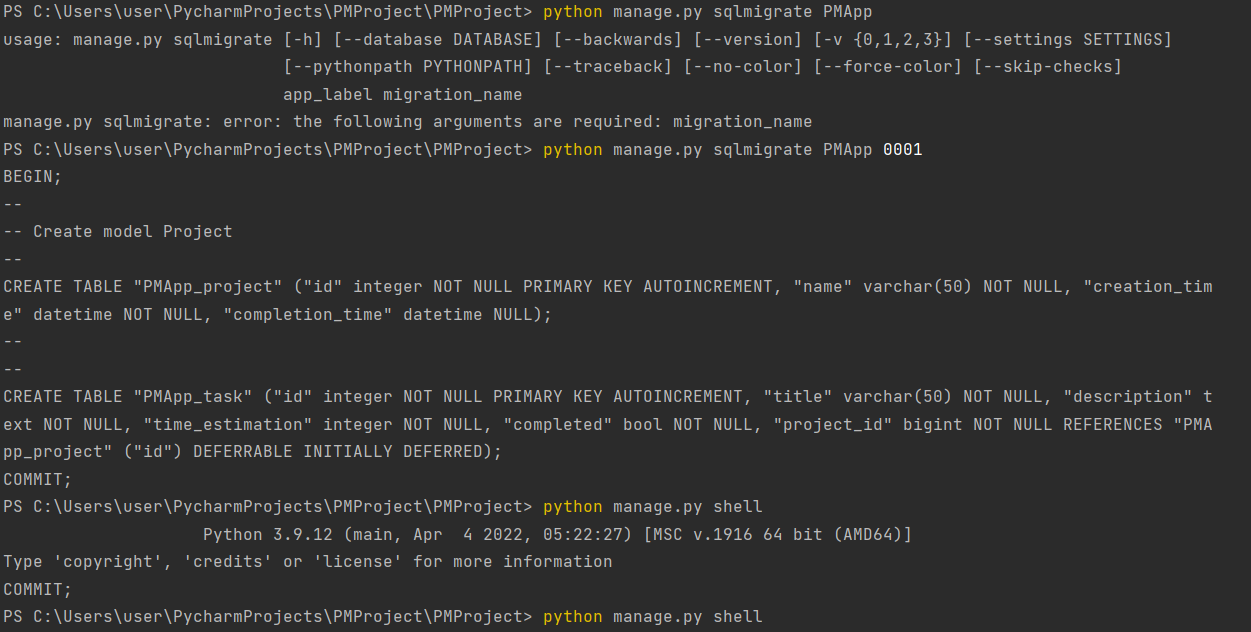 PS C:\Users\user\PycharmProjects\PMProject\PMProject> python manage.py sqlmigrate PMApp
usage: manage.py sqlmigrate [-h] [--database DATABASE] [--backwards] [--version] [-v {0,1,2,3}] [--settings SETTINGS]
                            [--pythonpath PYTHONPATH] [--traceback] [--no-color] [--force-color] [--skip-checks]
                            app_label migration_name
manage.py sqlmigrate: error: the following arguments are required: migration_name
PS C:\Users\user\PycharmProjects\PMProject\PMProject> python manage.py sqlmigrate PMApp 0001
BEGIN;
--
-- Create model Project
--
CREATE TABLE "PMApp_project" ("id" integer NOT NULL PRIMARY KEY AUTOINCREMENT, "name" varchar(50) NOT NULL, "creation_tim
e" datetime NOT NULL, "completion_time" datetime NULL);
--
--
CREATE TABLE "PMApp_task" ("id" integer NOT NULL PRIMARY KEY AUTOINCREMENT, "title" varchar(50) NOT NULL, "description" t
ext NOT NULL, "time_estimation" integer NOT NULL, "completed" bool NOT NULL, "project_id" bigint NOT NULL REFERENCES "PMA
pp_project" ("id") DEFERRABLE INITIALLY DEFERRED);
COMMIT;
PS C:\Users\user\PycharmProjects\PMProject\PMProject> python manage.py shell
                    Python 3.9.12 (main, Apr  4 2022, 05:22:27) [MSC v.1916 64 bit (AMD64)]
Type 'copyright', 'credits' or 'license' for more information
COMMIT;
PS C:\Users\user\PycharmProjects\PMProject\PMProject> python manage.py shell